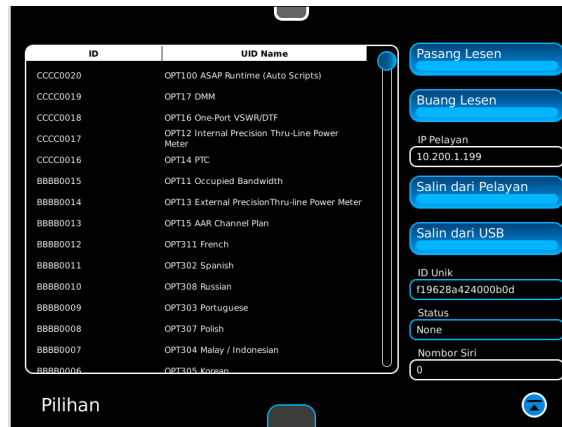 ID UID Name
CCCC0020 OPT100 ASAP Runtime (Auto Scripts)
CCCC0019 OPT17 DMM
CCCC0018 OPT16 One-Port VSWR/DTF
CCCC0017 OPT12 Internal Precision Thru-Line Power
Meter
CCCC0016 OPT14 PTC
BBBB0015 OPT11 Occupied Bandwidth
BBBB0014 OPT13 External PrecisionThru-line Power Meter
BBBB0013 OPT15 AAR Channel Plan
BBBB0012 OPT311 French
BBBB0011 OPT302 Spanish
BBBB0010 OPT308 Russian
BBBB0009 OPT303 Portuguese
BBBB0008 OPT307 Polish
BBBB0007 OPT304 Malay / Indonesian
BBBB0006 OPT305 Korean
Pasang Lesen
Buang Lesen
IP Pelayan
10.200.1.199
Salin dari Pelayan
Salin dari USB
ID Unik
f19628a424000b0d
Status
None
Nombor Siri
0
Pilihan